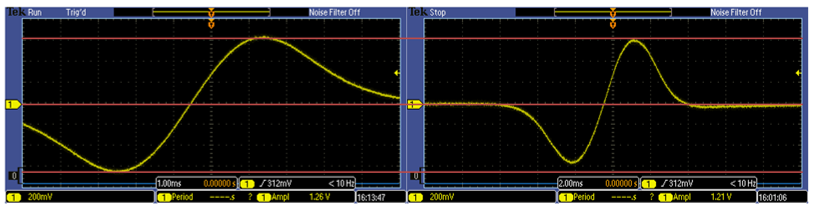 Tek Run Trig'd Noise Filter Off
1
0
1.00ms 0.00000 s 1 312mV < 10 Hz
1 200mV 1 Period ----.s ? 1 Ampl 1.26 V 16:13:47
Tek Stop Noise Filter Off
1
0
2.00ms 0.00000 s 1 312mV < 10 Hz
1 200mV 1 Period ----.s ? 1 Ampl 1.21 V 16:01:06